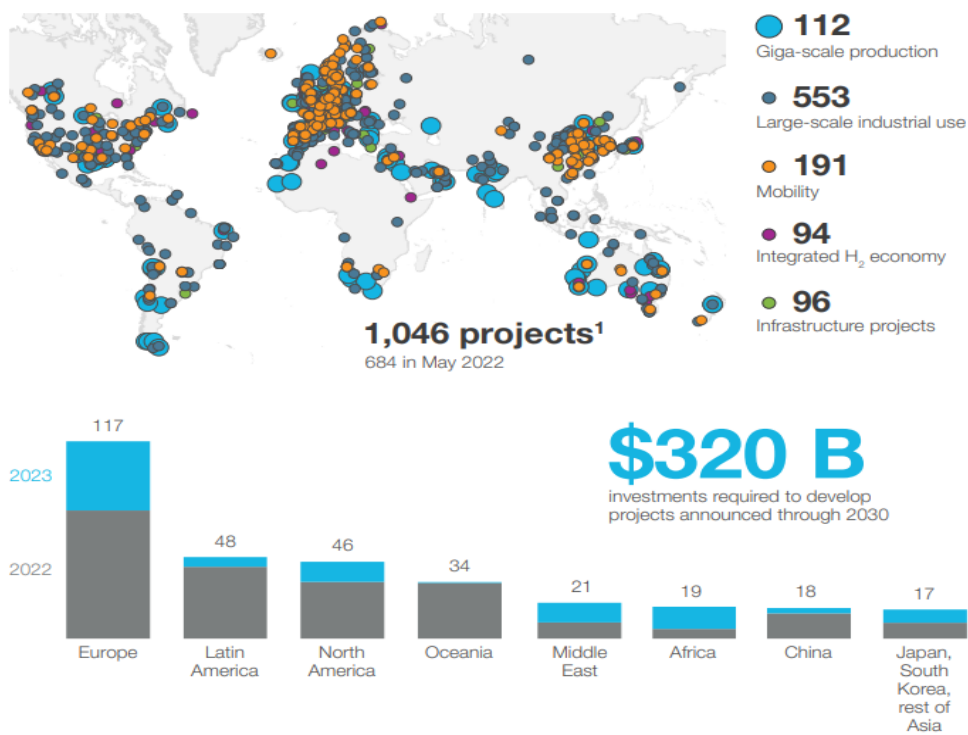 112
Giga-scale production
553
Large-scale industrial use
191
Mobility
94
Integrated H₂ economy
96
Infrastructure projects
1,046 projects¹
684 in May 2022
$320 B
investments required to develop
projects announced through 2030
2023
2022
117
48
46
34
21
19
18
17
Europe
Latin
America
North
America
Oceania
Middle
East
Africa
China
Japan,
South
Korea,
rest of
Asia